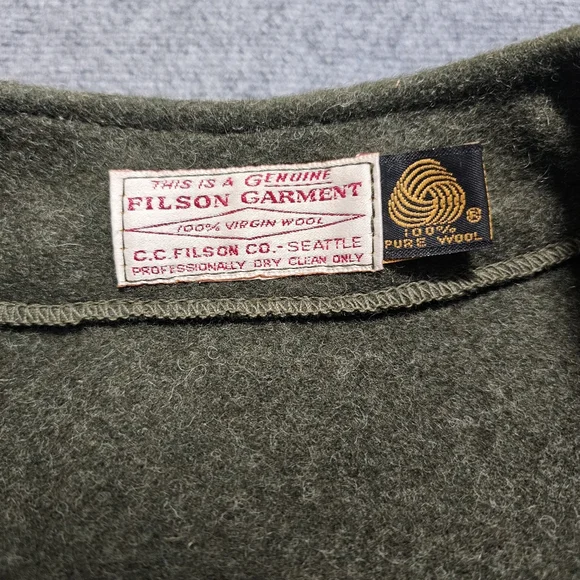 THIS IS A GENUINE
FILSON GARMENT
100% VIRGIN WOOL
C.C. FILSON CO. - SEATTLE
PROFESSIONALLY DRY CLEAN ONLY
®
100%
PURE WOOL